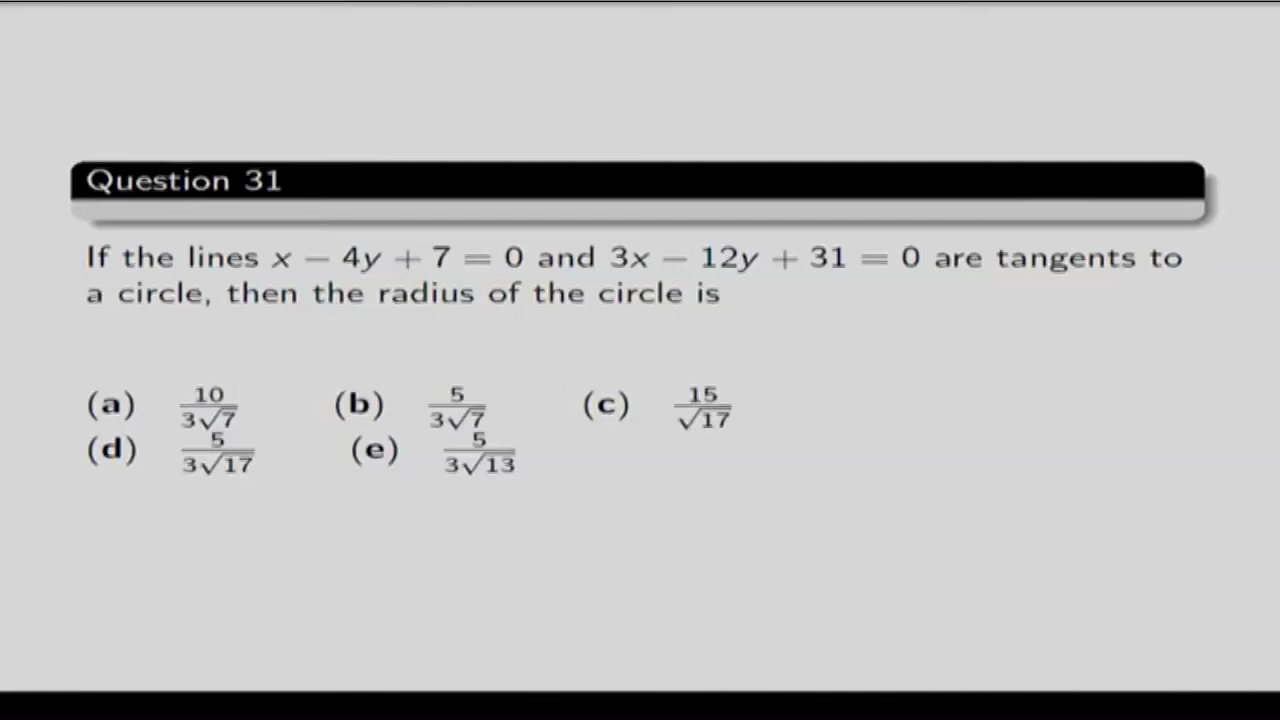 Question 31
If the lines x − 4y + 7 = 0 and 3x − 12y + 31 = 0 are tangents to
a circle, then the radius of the circle is
(a) 10/(3√7) (b) 5/(3√7) (c) 15/√17
(d) 5/(3√17) (e) 5/(3√13)